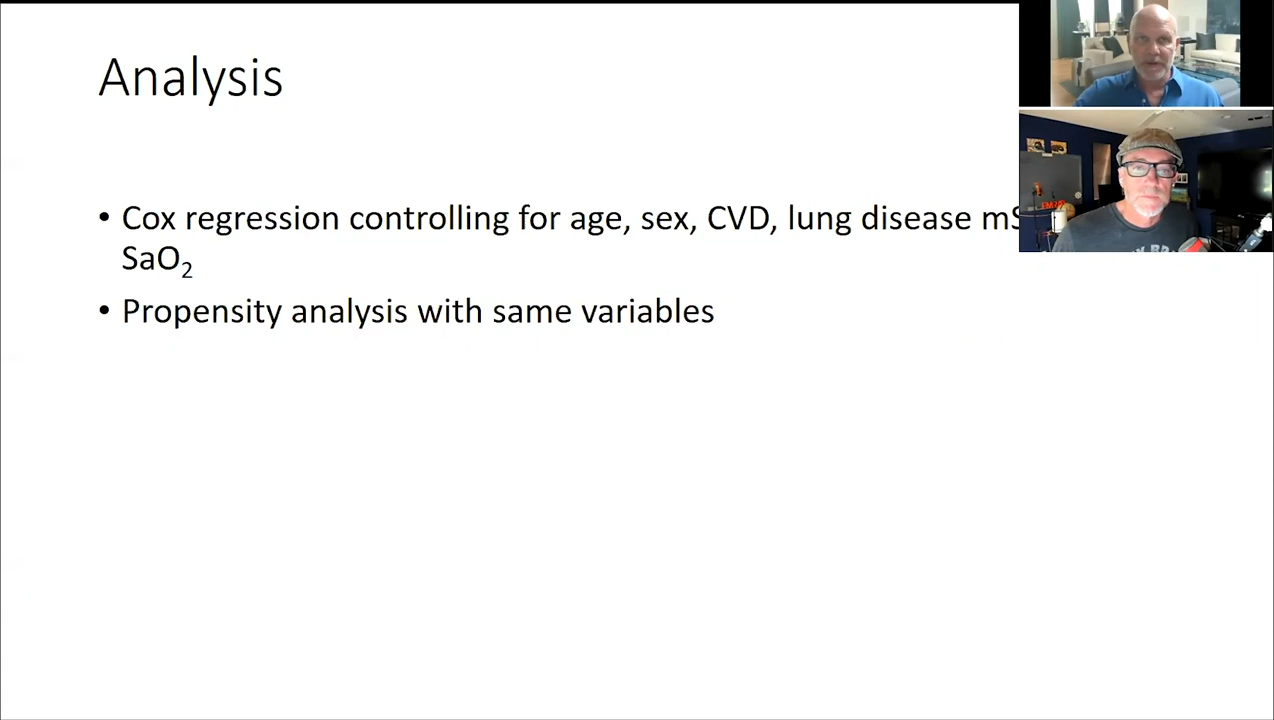 Analysis
• Cox regression controlling for age, sex, CVD, lung disease
SaO₂
• Propensity analysis with same variables